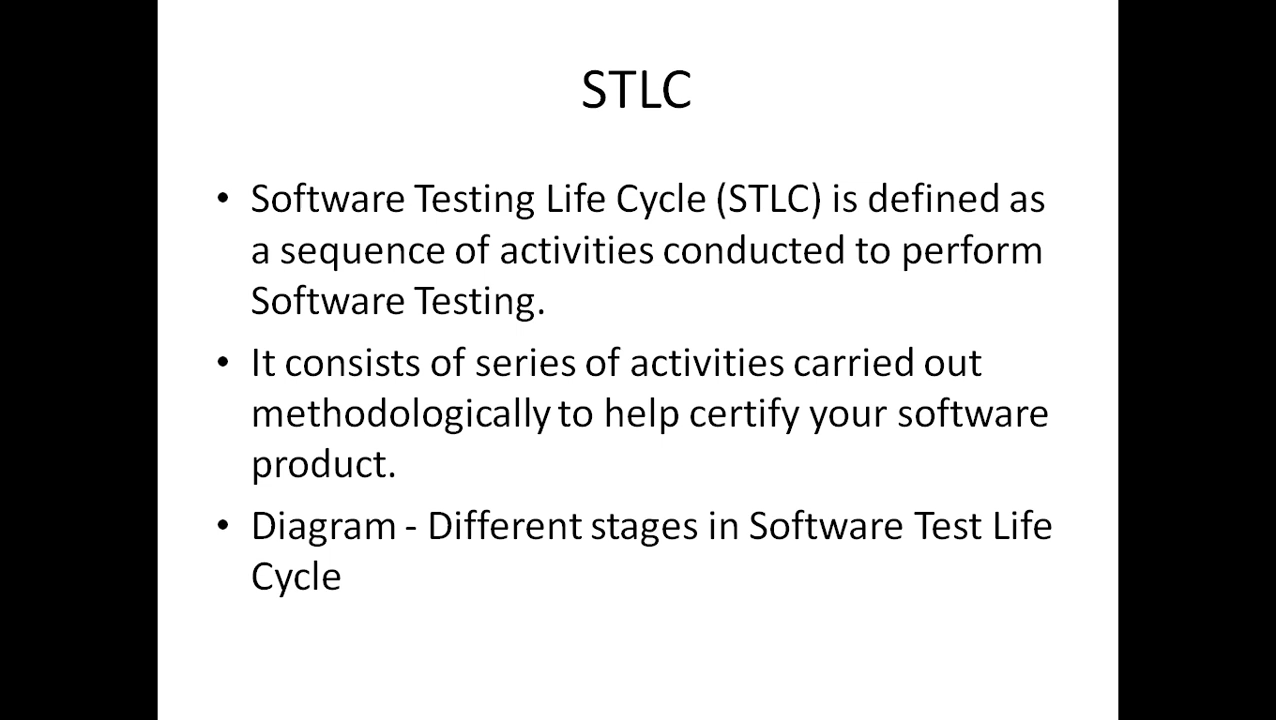 STLC
• Software Testing Life Cycle (STLC) is defined as
a sequence of activities conducted to perform
Software Testing.
• It consists of series of activities carried out
methodologically to help certify your software
product.
• Diagram - Different stages in Software Test Life
Cycle